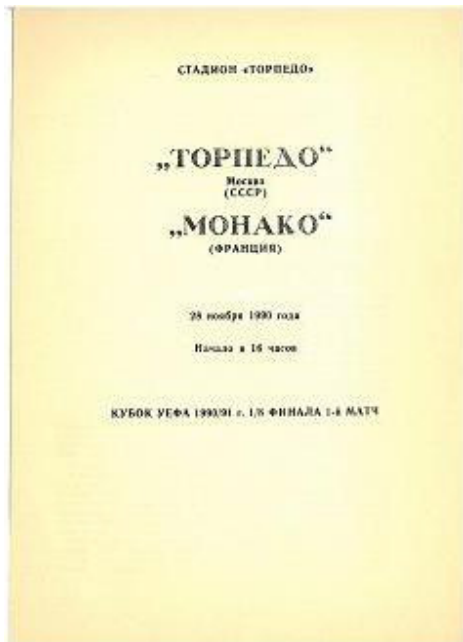 СТАДИОН «ТОРПЕДО»
„ТОРПЕДО“
Москва
(СССР)
„МОНАКО“
(ФРАНЦИЯ)
28 ноября 1990 года
Начало в 16 часов
КУБОК УЕФА 1990/91 г. 1/8 ФИНАЛА 1-й МАТЧ